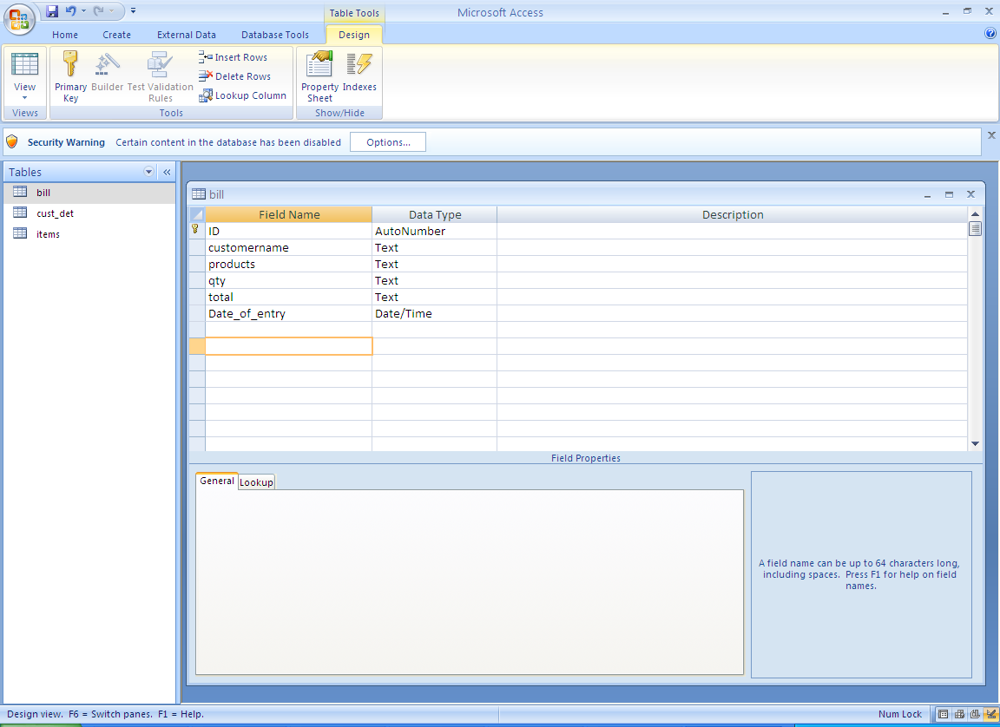 Table Tools
Microsoft Access
Home
Create
External Data
Database Tools
Design
View
Primary Key
Builder
Test Validation Rules
Insert Rows
Delete Rows
Lookup Column
Property Sheet
Indexes
Views
Tools
Show/Hide
Security Warning
Certain content in the database has been disabled
Options...
Tables
bill
cust_det
items
bill
Field Name
Data Type
Description
ID AutoNumber
customername Text
products Text
qty Text
total Text
Date_of_entry Date/Time
Field Properties
General
Lookup
A field name can be up to 64 characters long,
including spaces. Press F1 for help on field
names.
Design view. F6 = Switch panes. F1 = Help.
Num Lock